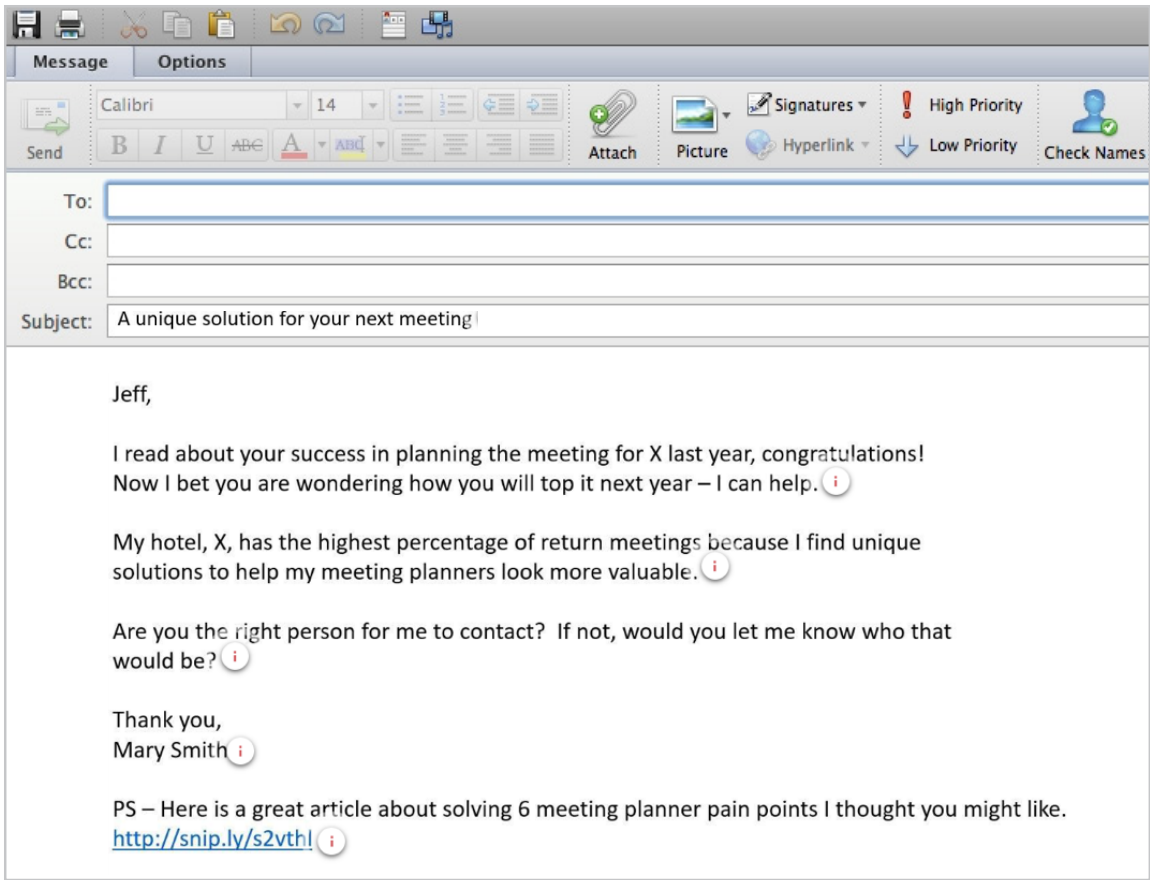 Message Options
Calibri 14 Signatures High Priority
B I U ABC A ABC Hyperlink Low Priority
Send Attach Picture Check Names
To:
Cc:
Bcc:
Subject: A unique solution for your next meeting
Jeff,
I read about your success in planning the meeting for X last year, congratulations!
Now I bet you are wondering how you will top it next year – I can help. i
My hotel, X, has the highest percentage of return meetings because I find unique
solutions to help my meeting planners look more valuable. i
Are you the right person for me to contact?  If not, would you let me know who that
would be? i
Thank you,
Mary Smith i
PS – Here is a great article about solving 6 meeting planner pain points I thought you might like.
http://snip.ly/s2vthl i